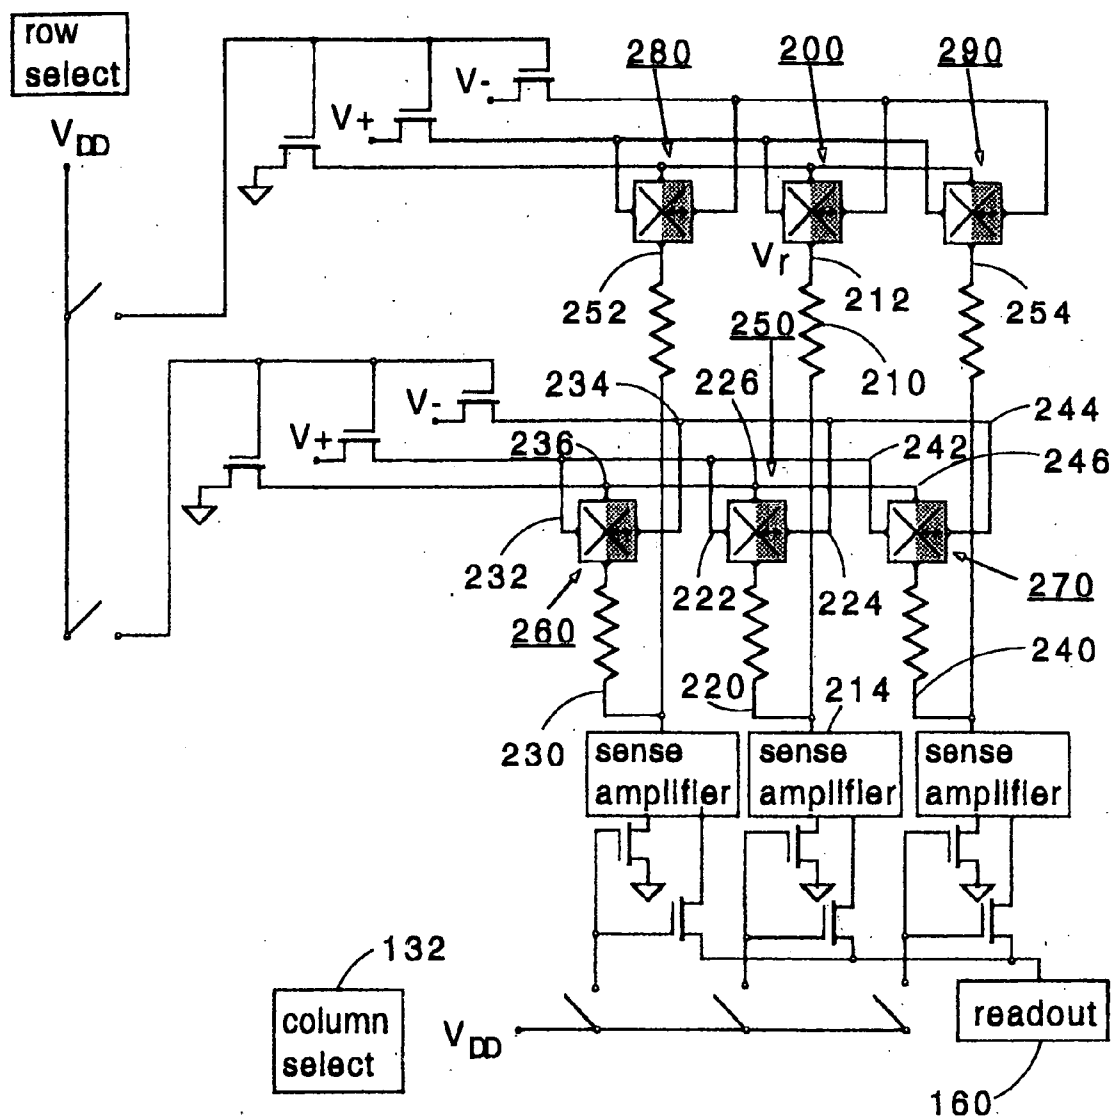 row
select
V-
280
200
290
V+
VDD
Vr
252
212
254
250
210
234
226
244
V-
V+
236
242
246
232
222
224
270
260
240
220
214
230
sense
amplifier
sense
amplifier
sense
amplifier
132
column
select
VDD
readout
160